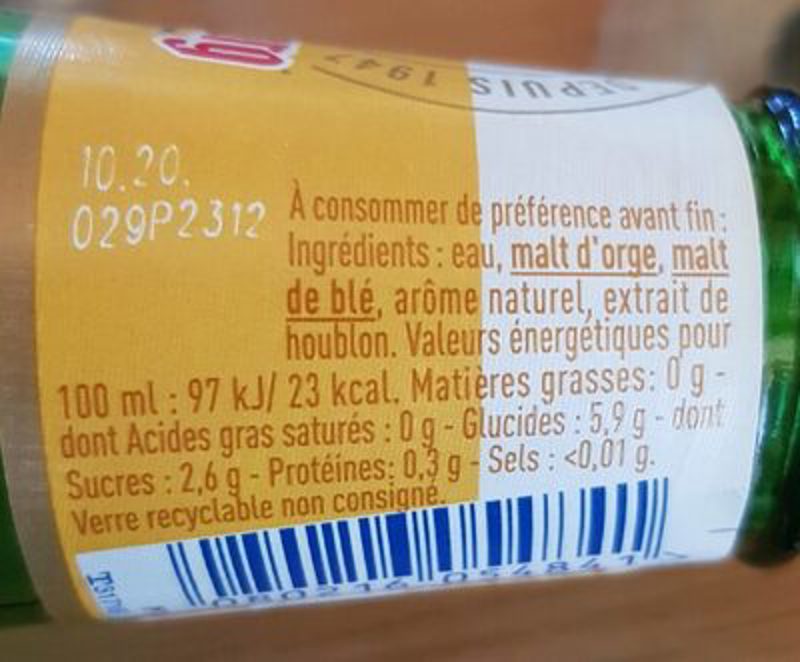 DEPUIS 1947
10.20.
029P2312
À consommer de préférence avant fin :
Ingrédients : eau, malt d'orge, malt
de blé, arôme naturel, extrait de
houblon. Valeurs énergétiques pour
100 ml : 97 kJ/ 23 kcal. Matières grasses: 0 g -
dont Acides gras saturés : 0 g - Glucides : 5,9 g - dont
Sucres : 2,6 g - Protéines: 0,3 g - Sels : <0,01 g.
Verre recyclable non consigné.